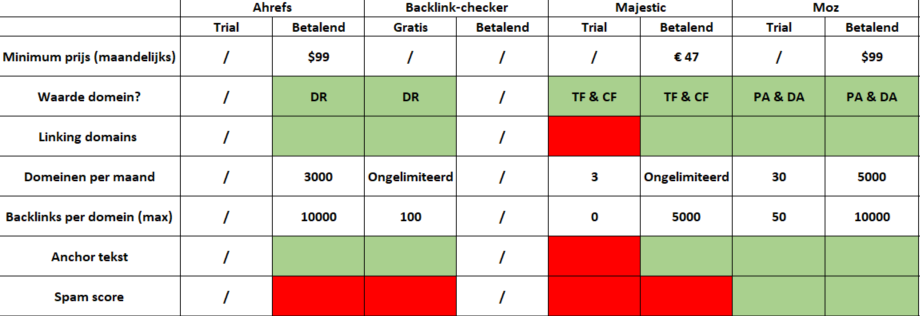 Ahrefs Backlink-checker Majestic Moz
Trial Betalend Gratis Betalend Trial Betalend Trial Betalend
Minimum prijs (maandelijks) / $99 / / / € 47 / $99
Waarde domein? / DR DR / TF & CF TF & CF PA & DA PA & DA
Linking domains / /
Domeinen per maand / 3000 Ongelimiteerd / 3 Ongelimiteerd 30 5000
Backlinks per domein (max) / 10000 100 / 0 5000 50 10000
Anchor tekst / /
Spam score / /